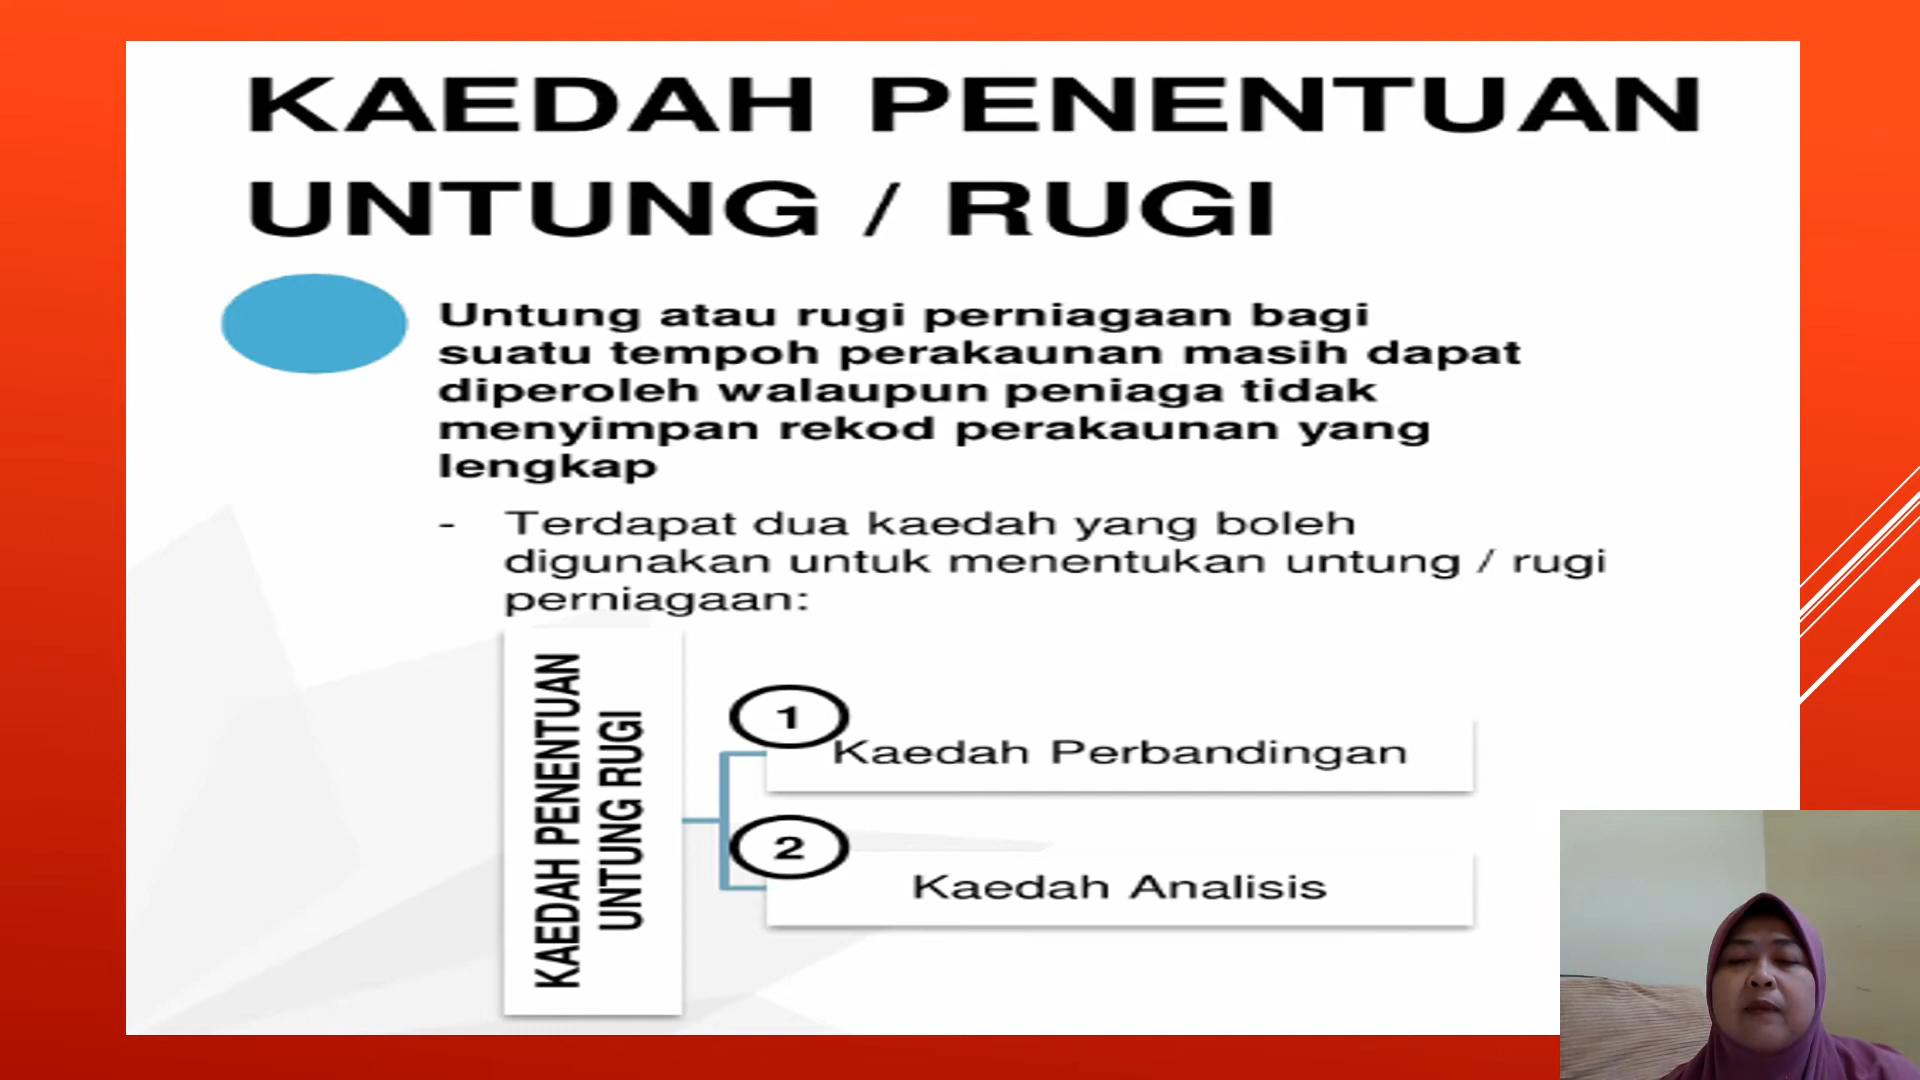 KAEDAH PENENTUAN
UNTUNG / RUGI
Untung atau rugi perniagaan bagi
suatu tempoh perakaunan masih dapat
diperoleh walaupun peniaga tidak
menyimpan rekod perakaunan yang
lengkap
- Terdapat dua kaedah yang boleh
digunakan untuk menentukan untung / rugi
perniagaan:
KAEDAH PENENTUAN
UNTUNG RUGI
1
Kaedah Perbandingan
2
Kaedah Analisis